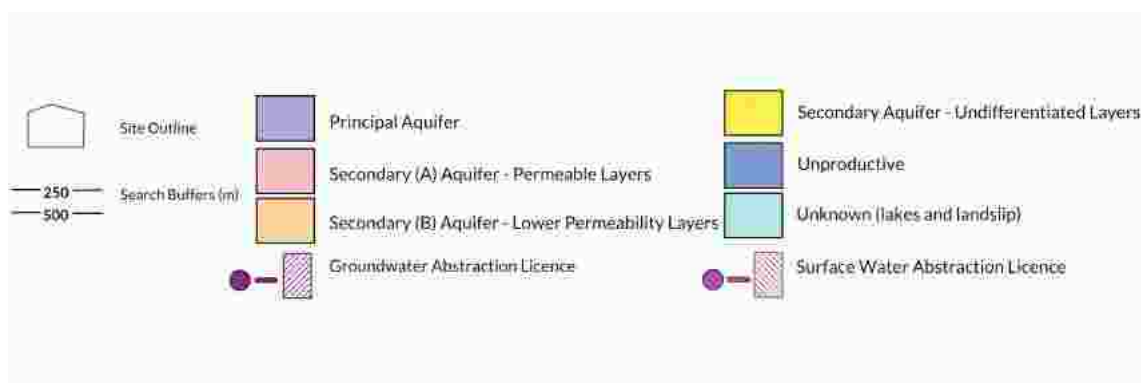 Site Outline
250
500
Search Buffers (m)
Principal Aquifer
Secondary (A) Aquifer - Permeable Layers
Secondary (B) Aquifer - Lower Permeability Layers
Groundwater Abstraction Licence
Secondary Aquifer - Undifferentiated Layers
Unproductive
Unknown (lakes and landslip)
Surface Water Abstraction Licence